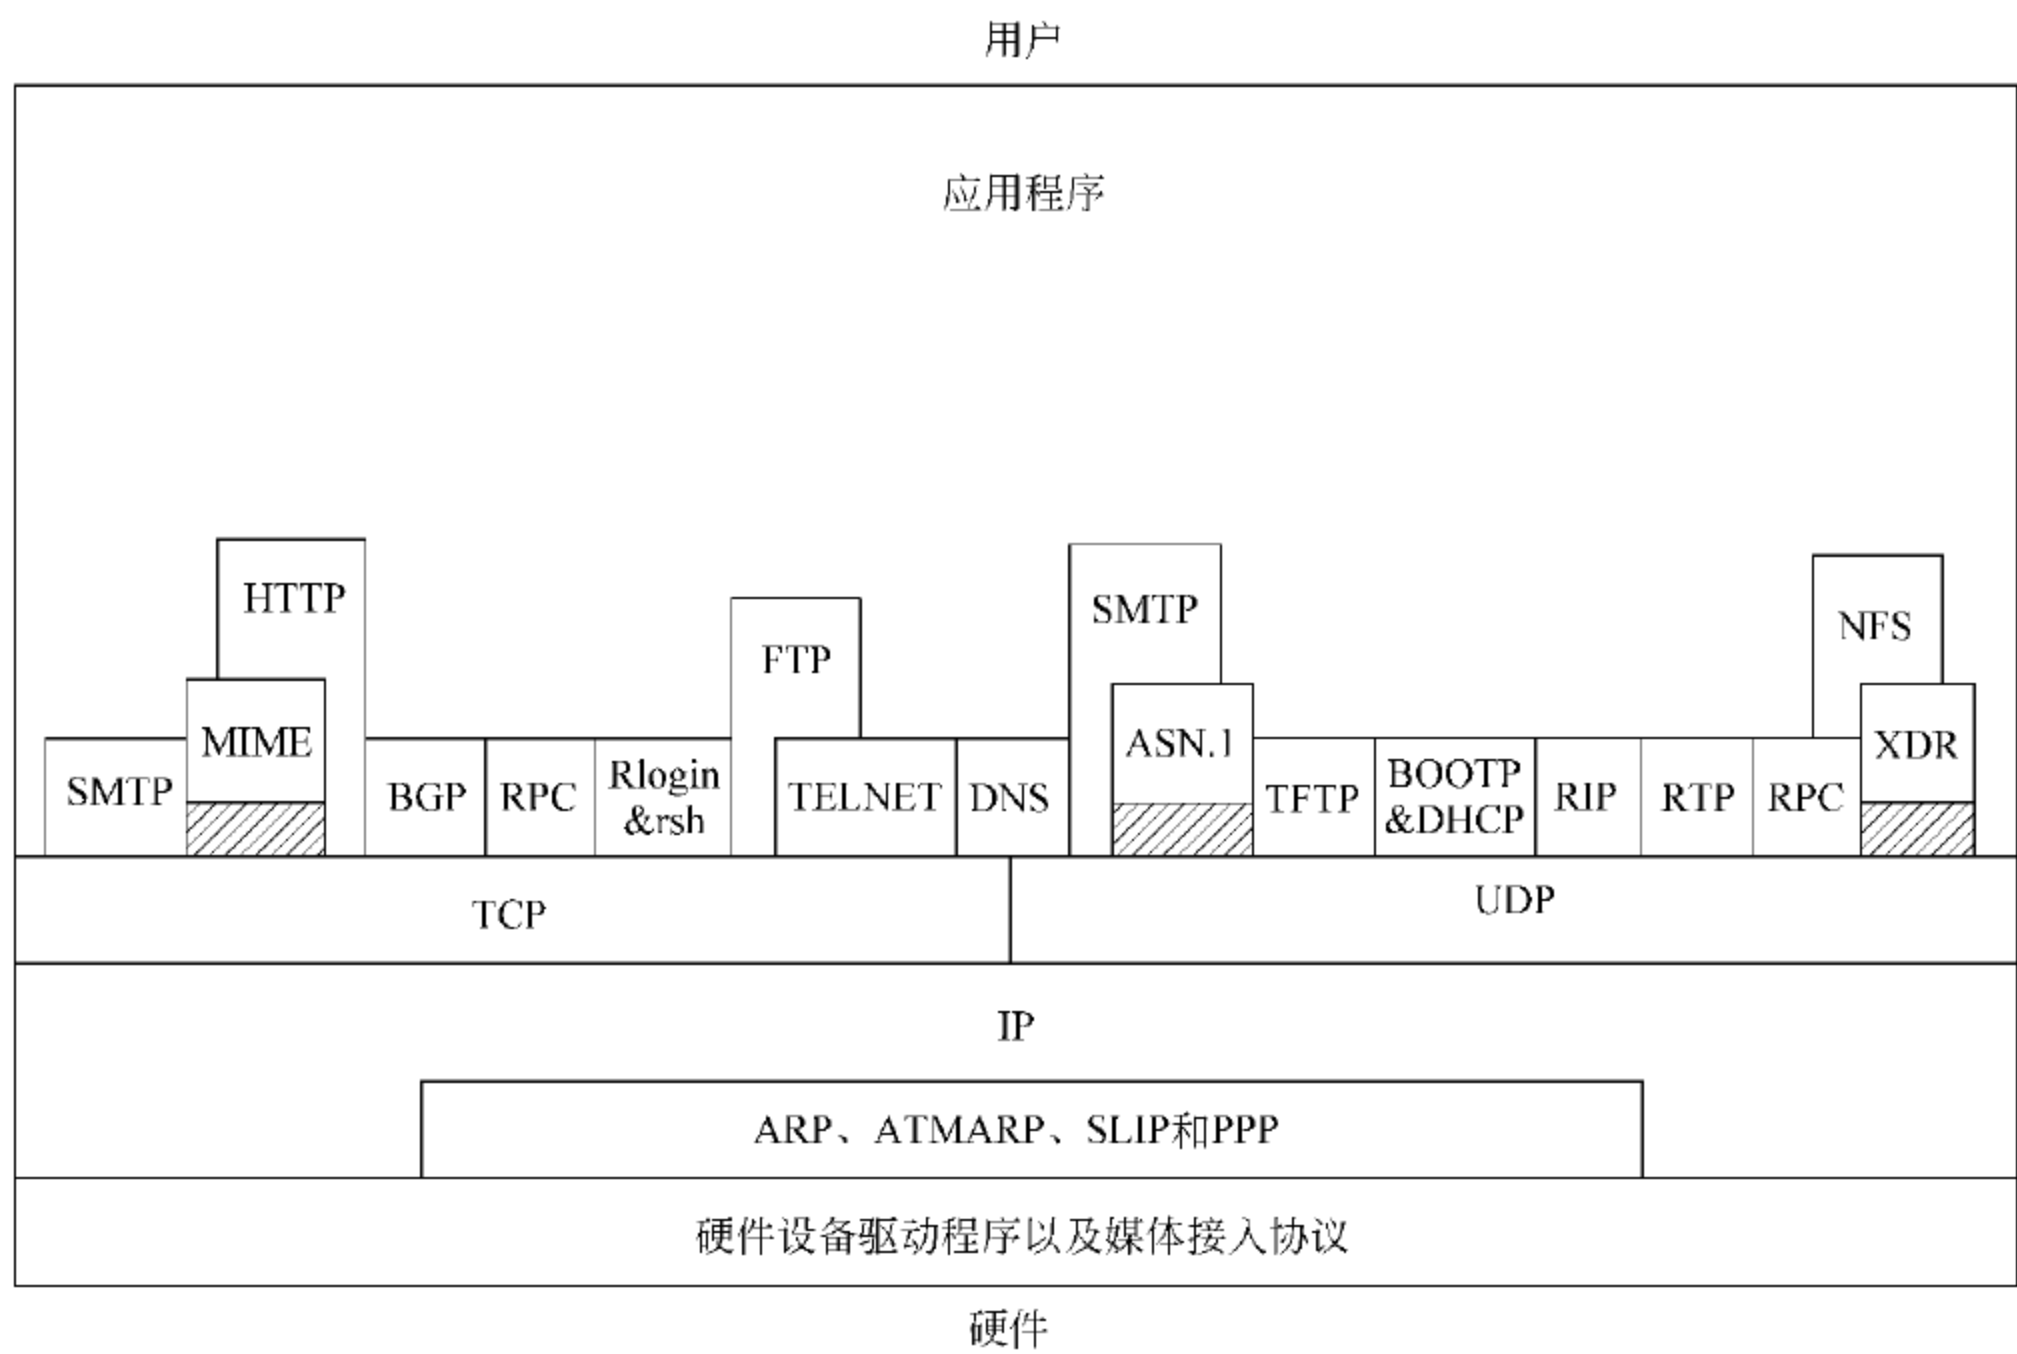 用户
应用程序
HTTP
SMTP
NFS
FTP
MIME
ASN.1
XDR
SMTP
BGP
RPC
Rlogin
&rsh
TELNET
DNS
TFTP
BOOTP
&DHCP
RIP
RTP
RPC
TCP
UDP
IP
ARP、ATMARP、SLIP和PPP
硬件设备驱动程序以及媒体接入协议
硬件